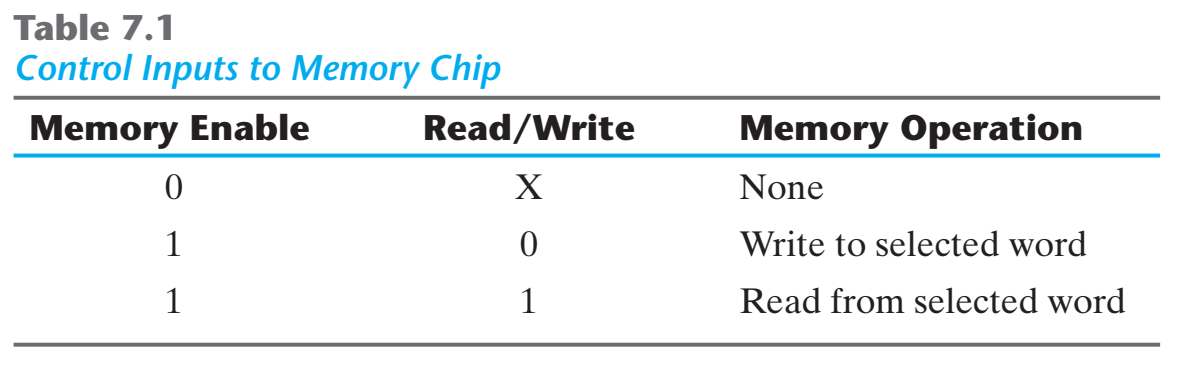 Table 7.1
Control Inputs to Memory Chip
Memory Enable Read/Write Memory Operation
0 X None
1 0 Write to selected word
1 1 Read from selected word